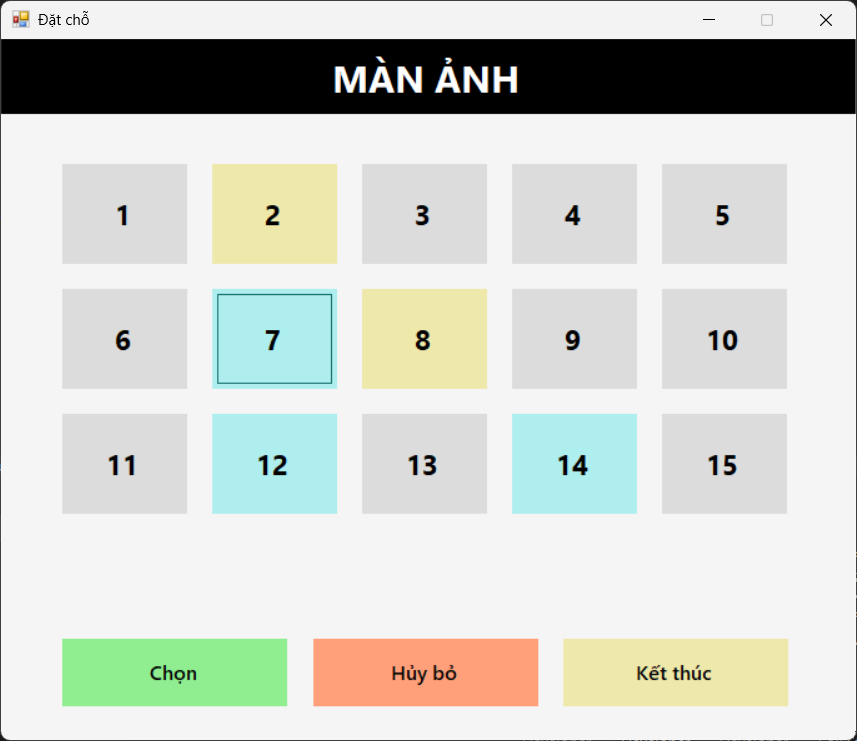 Đặt chỗ
MÀN ẢNH
1 2 3 4 5
6 7 8 9 10
11 12 13 14 15
Chọn Hủy bỏ Kết thúc